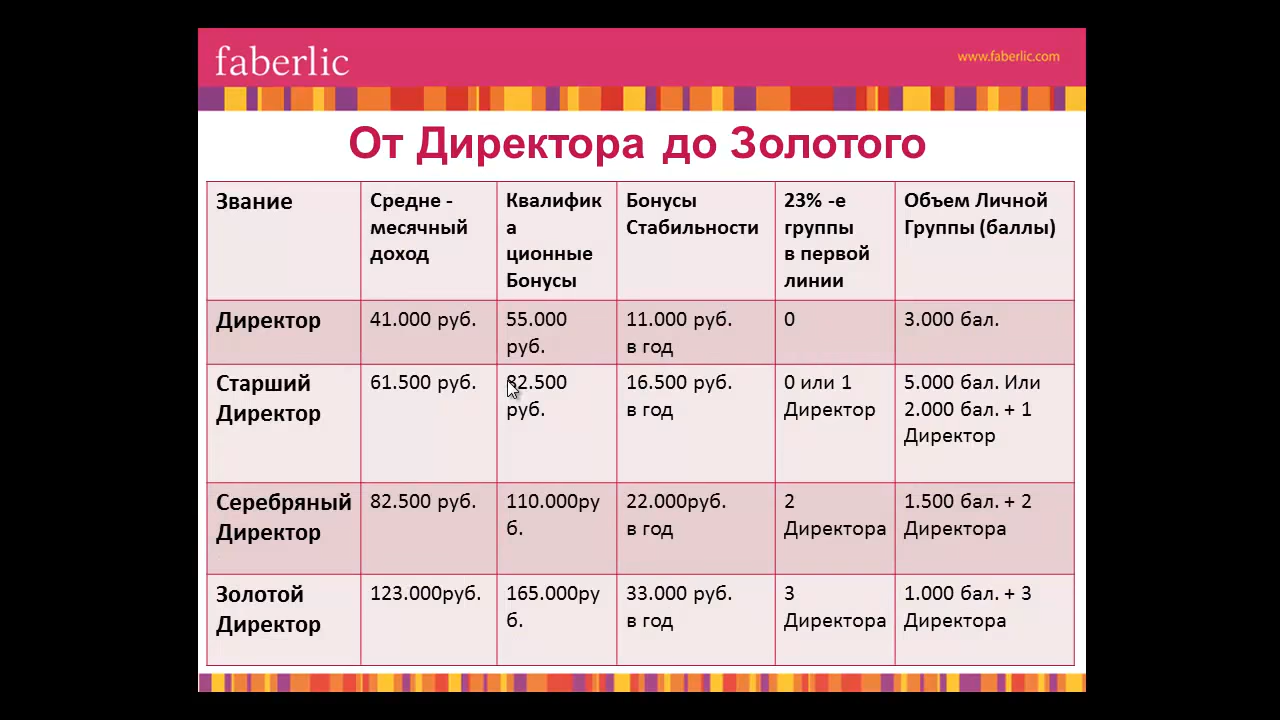 faberlic
www.faberlic.com
От Директора до Золотого
Звание
Средне -
месячный
доход
Квалифик
а
ционные
Бонусы
Бонусы
Стабильности
23% -е
группы
в первой
линии
Объем Личной
Группы (баллы)
Директор
41.000 руб.
55.000
руб.
11.000 руб.
в год
0
3.000 бал.
Старший
Директор
61.500 руб.
82.500
руб.
16.500 руб.
в год
0 или 1
Директор
5.000 бал. Или
2.000 бал. + 1
Директор
Серебряный
Директор
82.500 руб.
110.000ру
б.
22.000руб.
в год
2
Директора
1.500 бал. + 2
Директора
Золотой
Директор
123.000руб.
165.000ру
б.
33.000 руб.
в год
3
Директора
1.000 бал. + 3
Директора